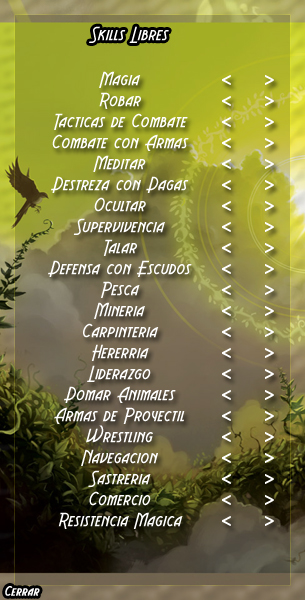 Skills Libres
Magia < >
Robar < >
Tacticas de Combate < >
Combate con Armas < >
Meditar < >
Destreza con Dagas < >
Ocultar < >
Supervivencia < >
Talar < >
Defensa con Escudos < >
Pesca < >
Mineria < >
Carpinteria < >
Hererria < >
Liderazgo < >
Domar Animales < >
Armas de Proyectil < >
Wrestling < >
Navegacion < >
Sastreria < >
Comercio < >
Resistencia Magica < >
Cerrar